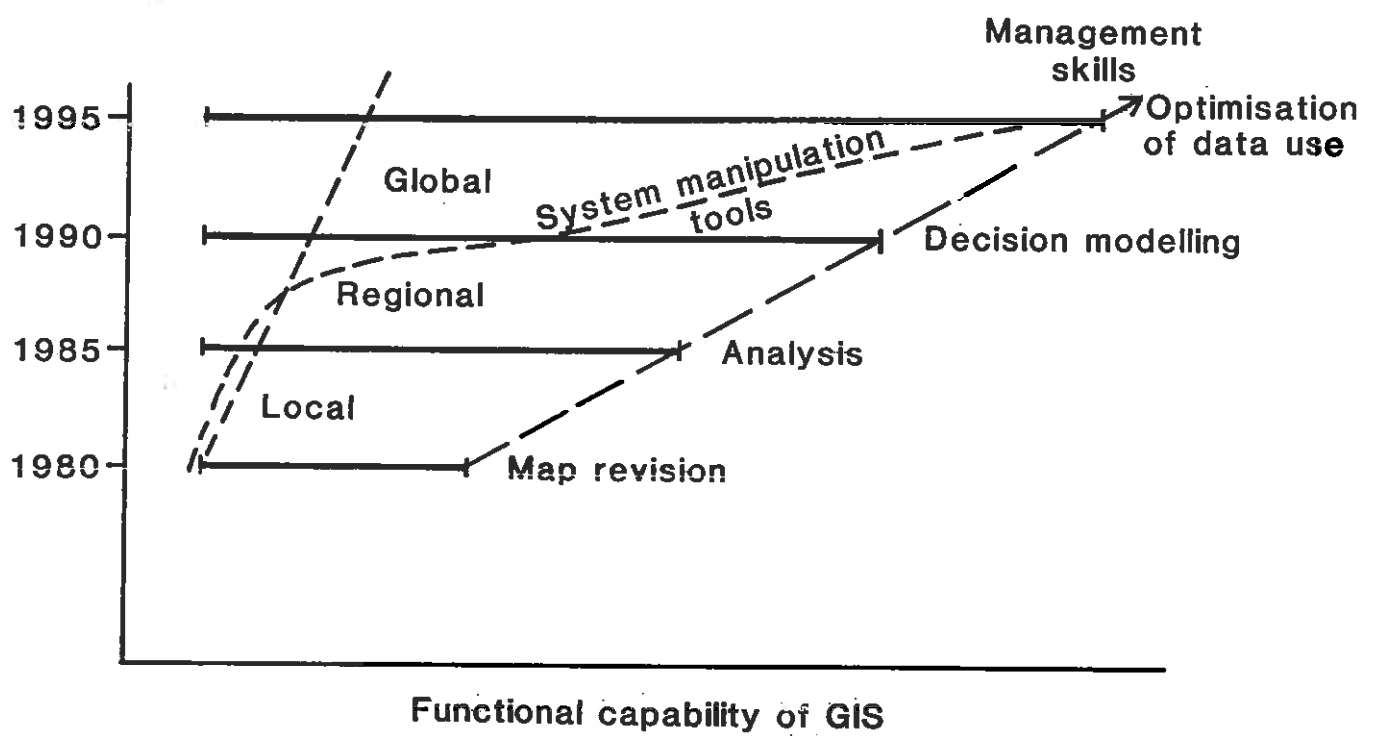 Management
skills
1995
Optimisation
of data use
Global
System manipulation
tools
1990
Decision modelling
Regional
1985
Analysis
Local
1980
Map revision
Functional capability of GIS